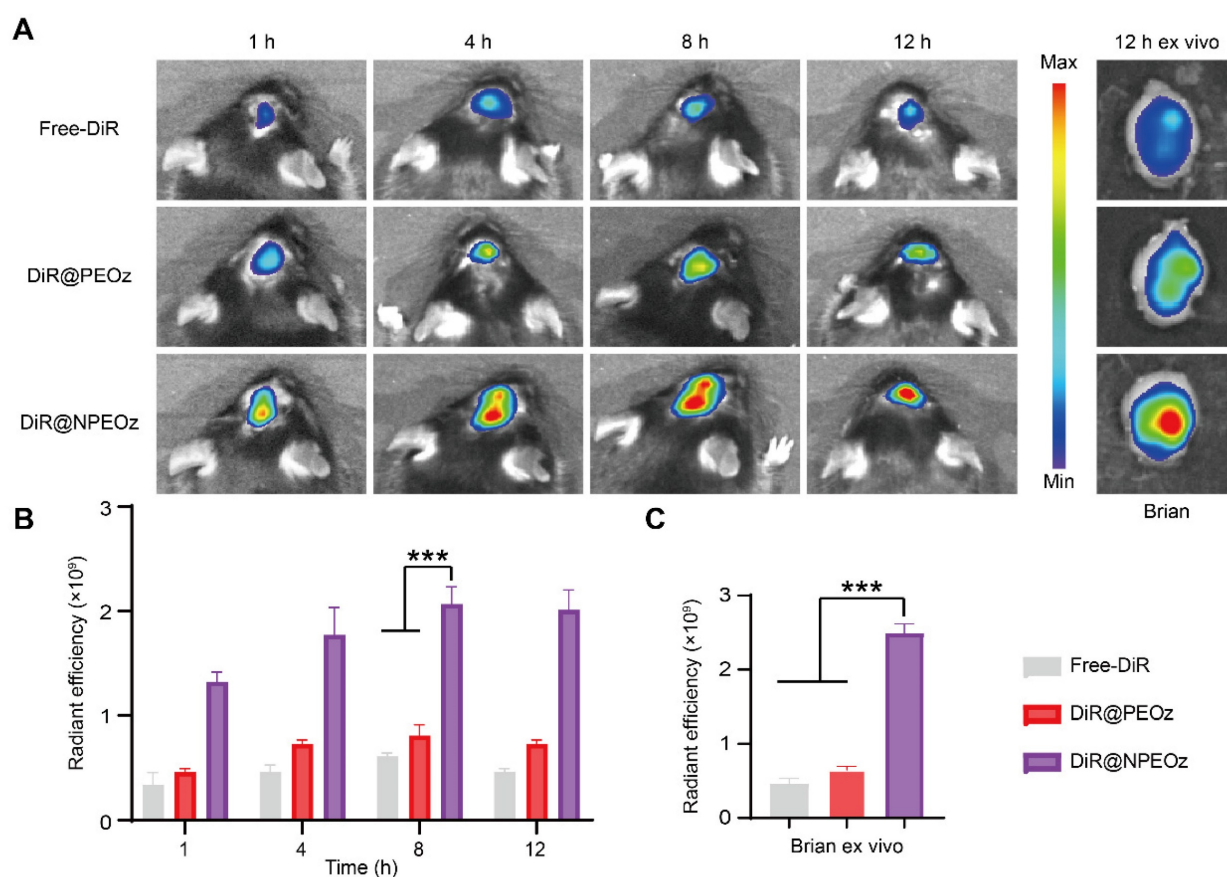 A
1 h
4 h
8 h
12 h
12 h ex vivo
Free-DiR
DiR@PEOz
DiR@NPEOz
Max
Min
Brian
B
Radiant efficiency (×10⁹)
3
2
1
0
***
1
4
8
12
Time (h)
C
Radiant efficiency (×10⁹)
3
2
1
0
***
Brian ex vivo
Free-DiR
DiR@PEOz
DiR@NPEOz